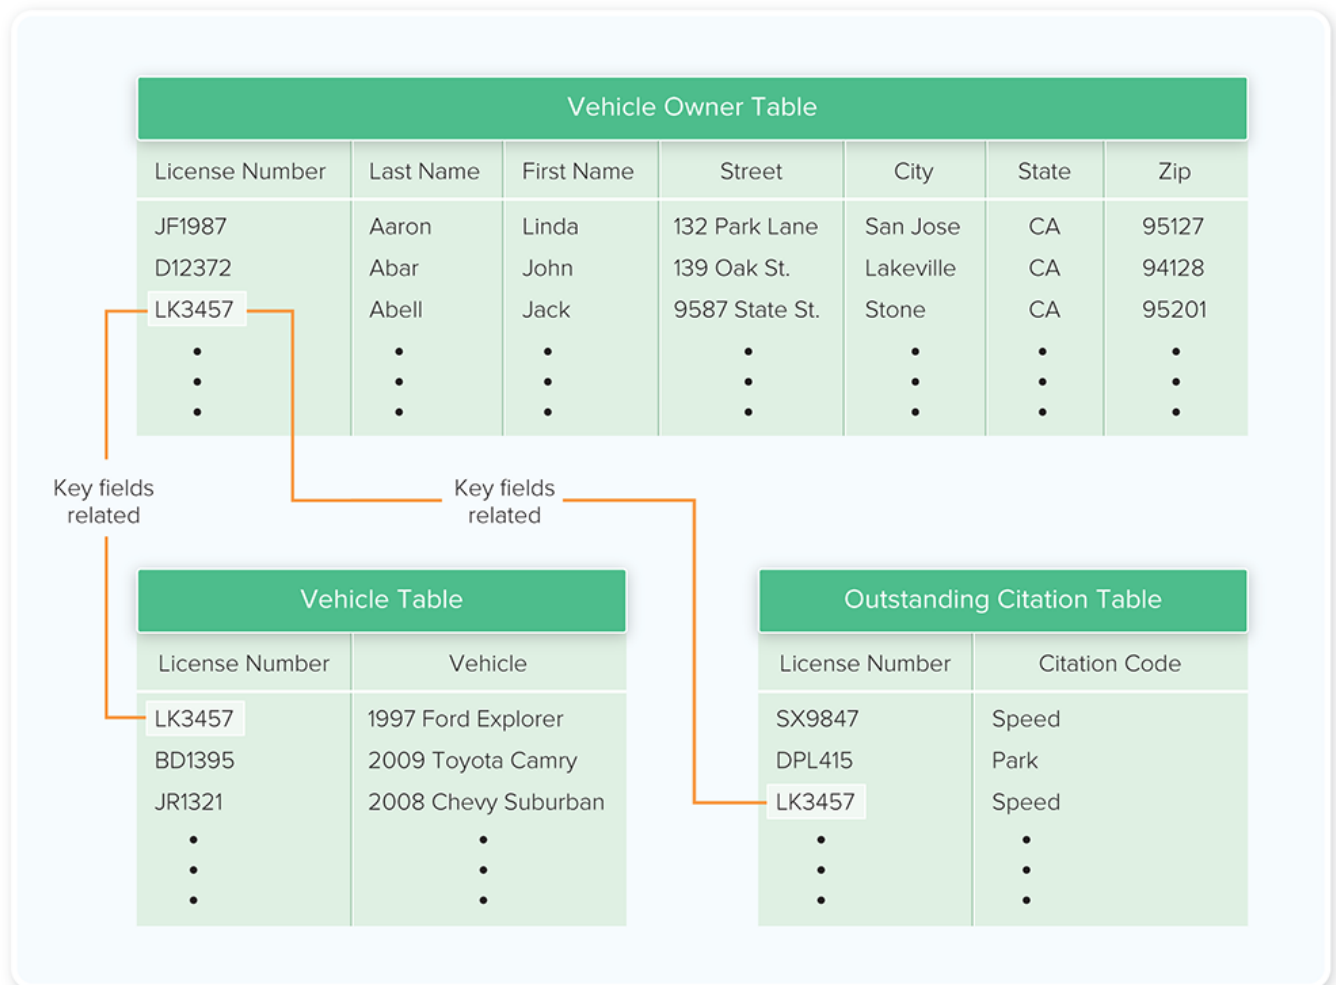 Vehicle Owner Table
License Number Last Name First Name Street City State Zip
JF1987 Aaron Linda 132 Park Lane San Jose CA 95127
D12372 Abar John 139 Oak St. Lakeville CA 94128
LK3457 Abell Jack 9587 State St. Stone CA 95201
Key fields
related
Key fields
related
Vehicle Table
License Number Vehicle
LK3457 1997 Ford Explorer
BD1395 2009 Toyota Camry
JR1321 2008 Chevy Suburban
Outstanding Citation Table
License Number Citation Code
SX9847 Speed
DPL415 Park
LK3457 Speed